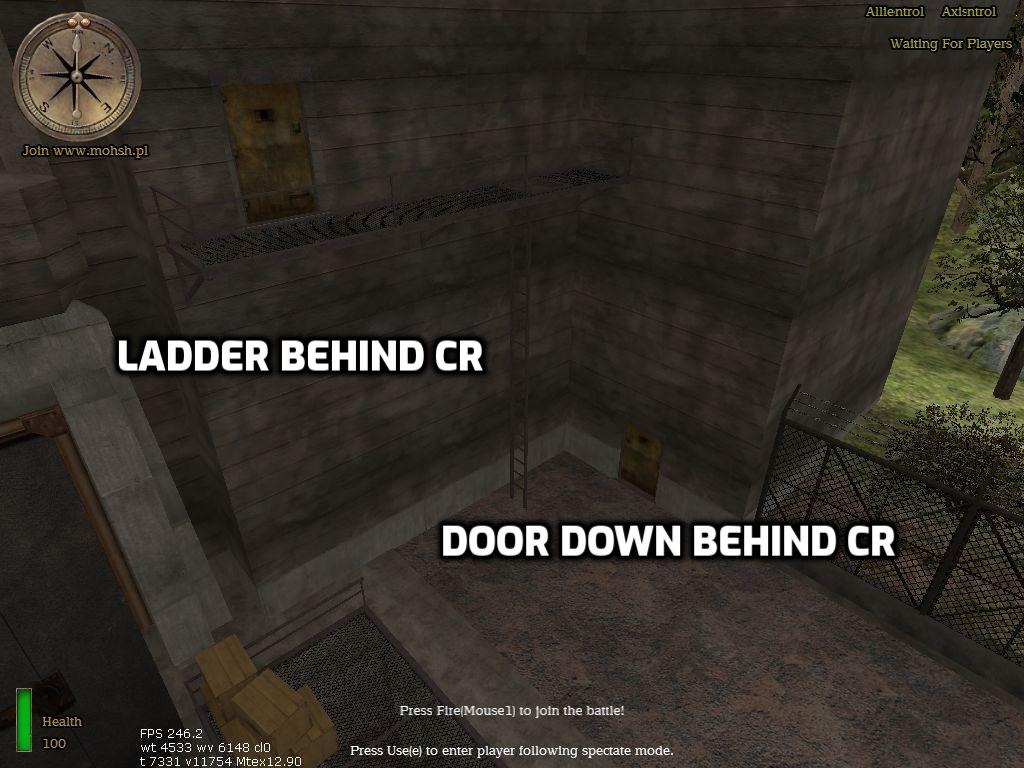 Allientrol Axisntrol
Waiting For Players
Join www.mohsh.pl
LADDER BEHIND CR
DOOR DOWN BEHIND CR
Press Fire(Mouse1) to join the battle!
Health
100
FPS 246.2
wt 4533 wv 6148 cl0
t 7331 v11754 Mtex12.90
Press Use(e) to enter player following spectate mode.